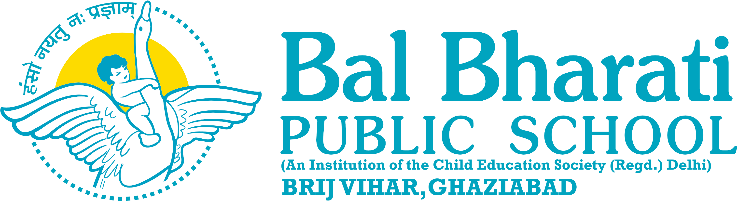 हंसो नयतु नः प्रज्ञाम्
Bal Bharati
PUBLIC SCHOOL
(An Institution of the Child Education Society (Regd.) Delhi)
BRIJ VIHAR, GHAZIABAD